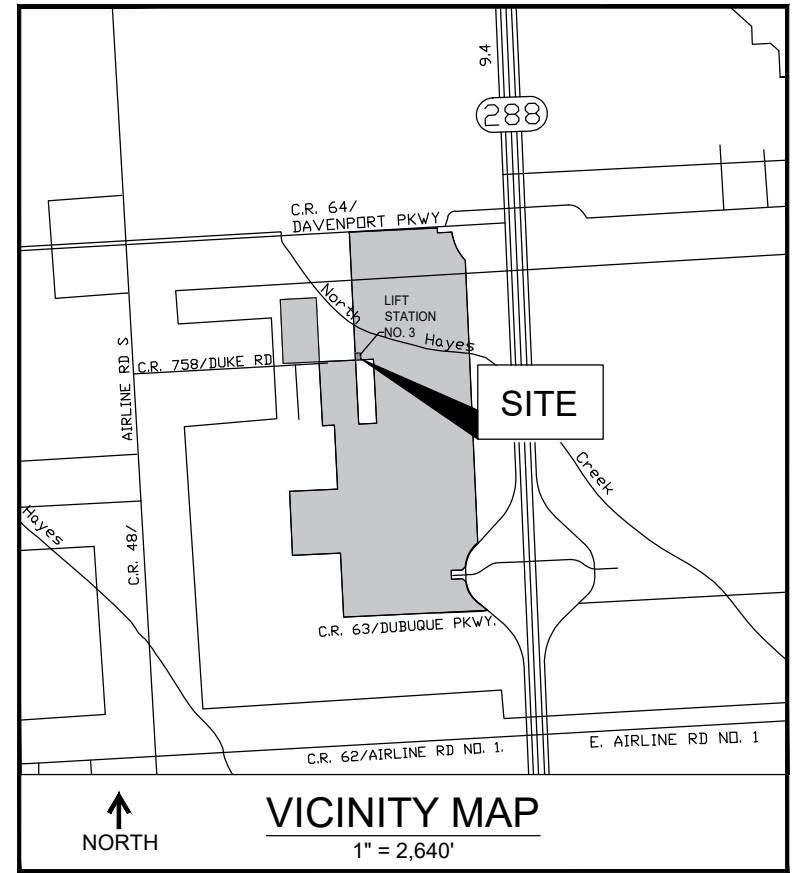 9.4
288
C.R. 64/
DAVENPORT PKWY
North
Hayes
LIFT
STATION
NO. 3
C.R. 758/DUKE RD
SITE
AIRLINE RD S
C.R. 48/
Creek
Hayes
C.R. 63/DUBUQUE PKWY.
C.R. 62/AIRLINE RD NO. 1.
E. AIRLINE RD NO. 1
NORTH
VICINITY MAP
1" = 2,640'